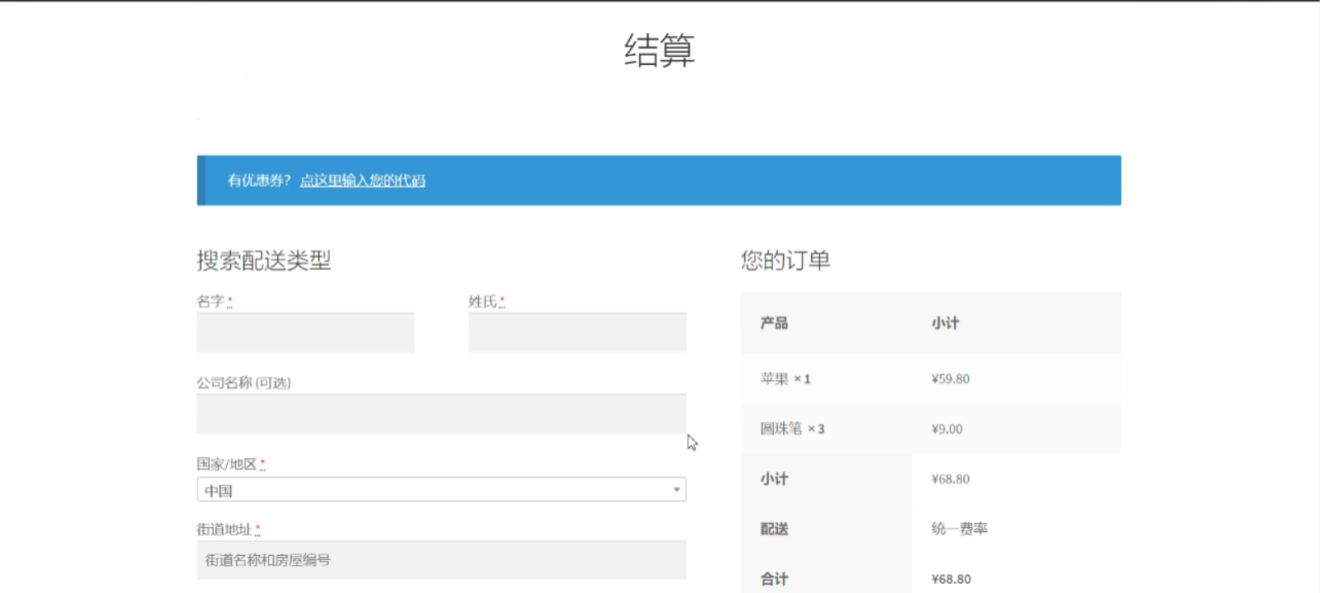 结算
有优惠券？ 点这里输入您的代码
搜索配送类型
名字 *
姓氏 *
公司名称 (可选)
国家/地区 *
中国
街道地址 *
街道名称和房屋编号
您的订单
产品 小计
苹果 × 1 ¥59.80
圆珠笔 × 3 ¥9.00
小计 ¥68.80
配送 统一费率
合计 ¥68.80